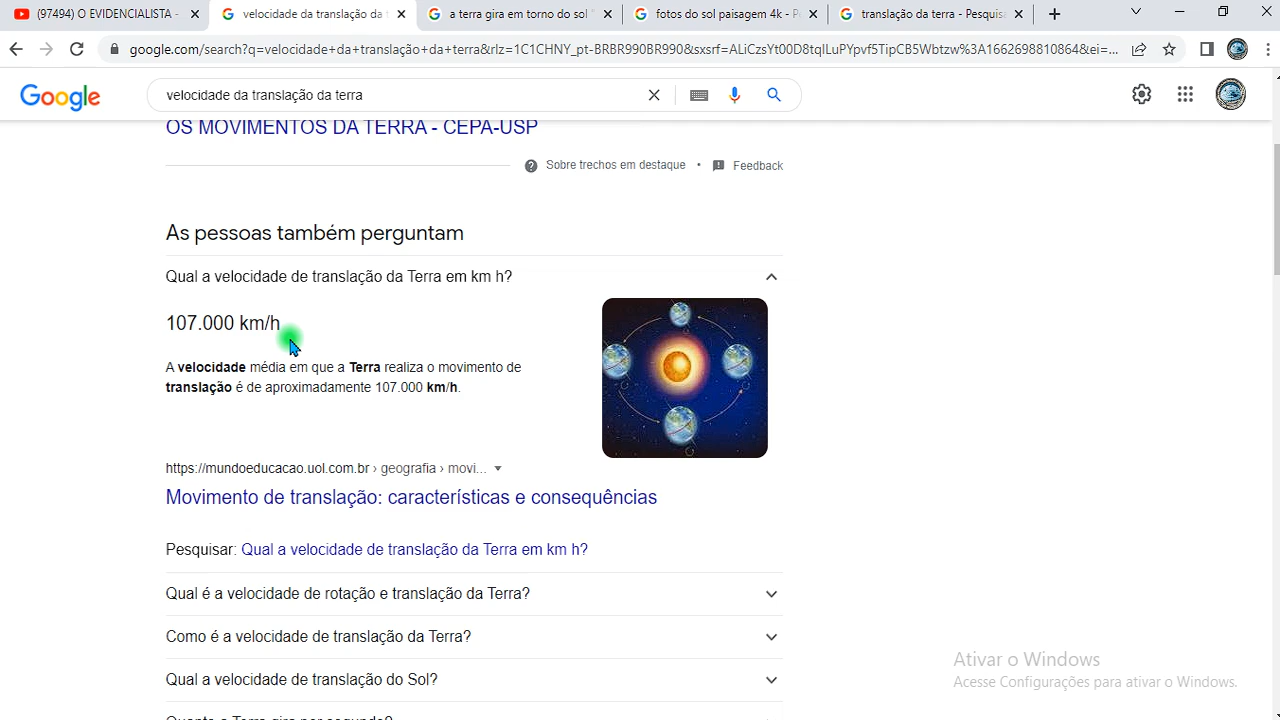 (97494) O EVIDENCIALISTA -
velocidade da translação da t
a terra gira em torno do sol "
fotos do sol paisagem 4k - P
translação da terra - Pesquis
google.com/search?q=velocidade+da+translação+da+terra&rlz=1C1CHNY_pt-BRBR990BR990&sxsrf=ALiCzsYt00D8tqILuPYpvf5TipCB5Wbtzw%3A1662698810864&ei=...
Google
velocidade da translação da terra
OS MOVIMENTOS DA TERRA - CEPA-USP
Sobre trechos em destaque • Feedback
As pessoas também perguntam
Qual a velocidade de translação da Terra em km h?
107.000 km/h
A velocidade média em que a Terra realiza o movimento de
translação é de aproximadamente 107.000 km/h.
https://mundoeducacao.uol.com.br › geografia › movi...
Movimento de translação: características e consequências
Pesquisar: Qual a velocidade de translação da Terra em km h?
Qual é a velocidade de rotação e translação da Terra?
Como é a velocidade de translação da Terra?
Qual a velocidade de translação do Sol?
Quanto a Terra gira por segundo?
Ativar o Windows
Acesse Configurações para ativar o Windows.